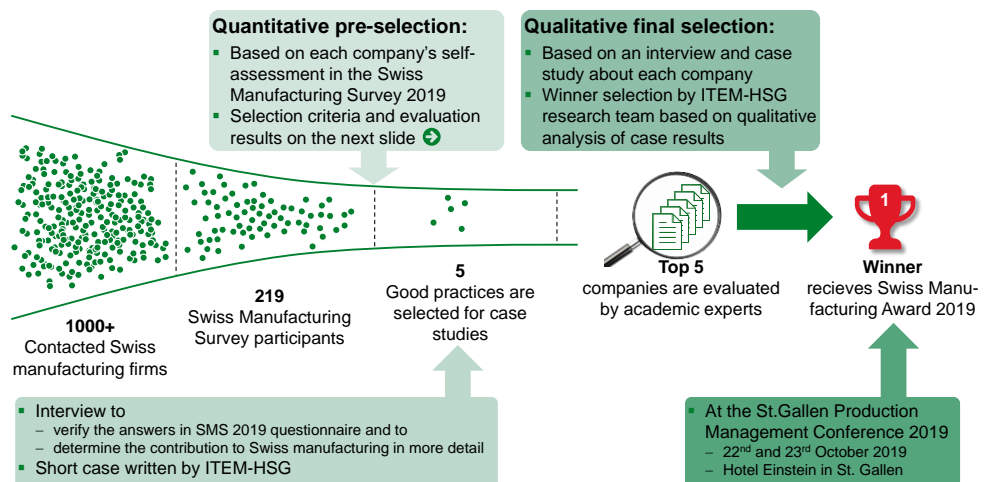 Quantitative pre-selection:
▪ Based on each company's self-
assessment in the Swiss
Manufacturing Survey 2019
▪ Selection criteria and evaluation
results on the next slide
Qualitative final selection:
▪ Based on an interview and case
study about each company
▪ Winner selection by ITEM-HSG
research team based on qualitative
analysis of case results
1000+
Contacted Swiss
manufacturing firms
219
Swiss Manufacturing
Survey participants
5
Good practices are
selected for case
studies
Top 5
companies are evaluated
by academic experts
1
Winner
recieves Swiss Manu-
facturing Award 2019
▪ Interview to
– verify the answers in SMS 2019 questionnaire and to
– determine the contribution to Swiss manufacturing in more detail
▪ Short case written by ITEM-HSG
▪ At the St.Gallen Production
Management Conference 2019
– 22nd and 23rd October 2019
– Hotel Einstein in St. Gallen